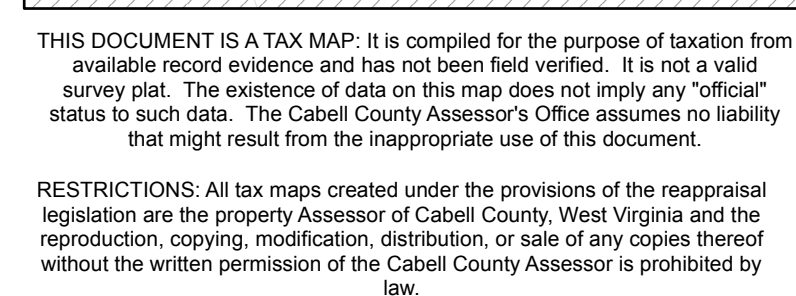 THIS DOCUMENT IS A TAX MAP: It is compiled for the purpose of taxation from
available record evidence and has not been field verified. It is not a valid
survey plat. The existence of data on this map does not imply any "official"
status to such data. The Cabell County Assessor's Office assumes no liability
that might result from the inappropriate use of this document.
RESTRICTIONS: All tax maps created under the provisions of the reappraisal
legislation are the property Assessor of Cabell County, West Virginia and the
reproduction, copying, modification, distribution, or sale of any copies thereof
without the written permission of the Cabell County Assessor is prohibited by
law.